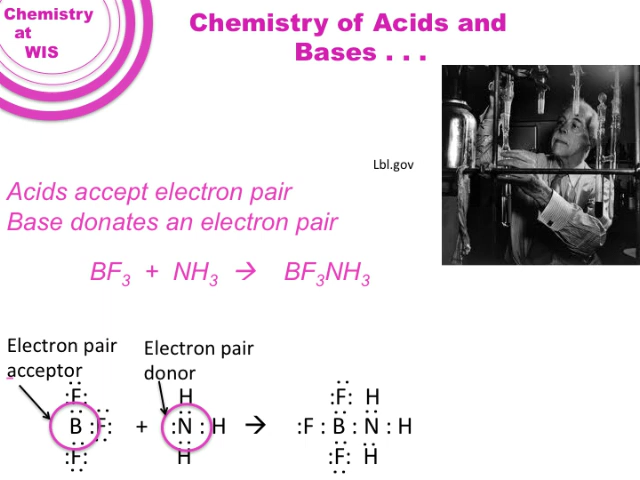 Chemistry
at
WIS
Chemistry of Acids and
Bases . . .
Lbl.gov
Acids accept electron pair
Base donates an electron pair
BF₃ + NH₃ → BF₃NH₃
Electron pair
acceptor
Electron pair
donor
:F: H :F: H
B :F: + :N : H → :F : B : N : H
:F: H :F: H